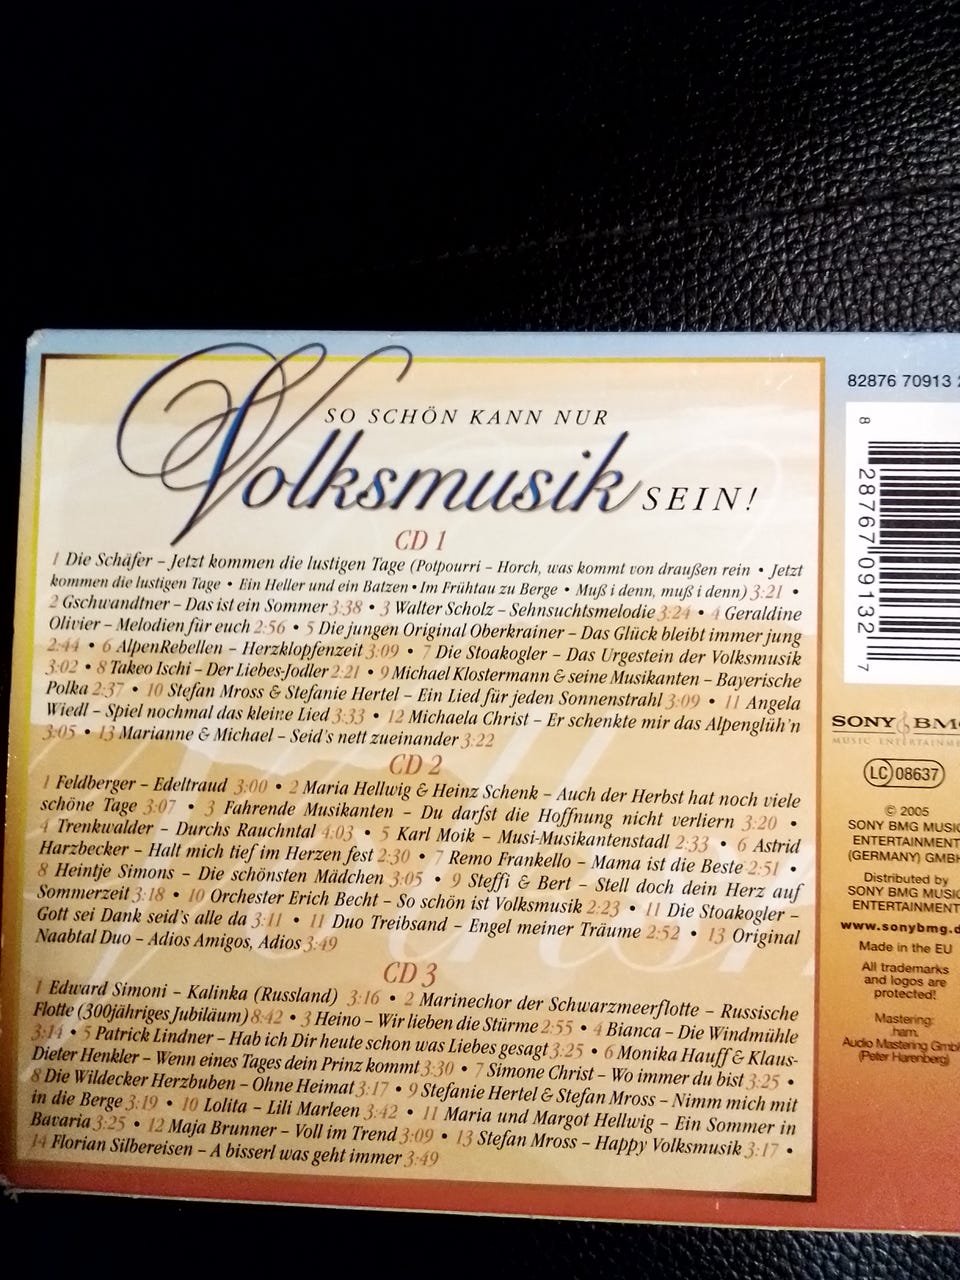 SO SCHÖN KANN NUR
Volksmusik SEIN!
CD 1
1 Die Schäfer – Jetzt kommen die lustigen Tage (Potpourri – Horch, was kommt von draußen rein • Jetzt
kommen die lustigen Tage • Ein Heller und ein Batzen • Im Frühtau zu Berge • Muß i denn, muß i denn) 3:21 •
2 Gschwandtner – Das ist ein Sommer 3:38 • 3 Walter Scholz – Sehnsuchtsmelodie 3:24 • 4 Geraldine
Olivier – Melodien für euch 2:56 • 5 Die jungen Original Oberkrainer – Das Glück bleibt immer jung
2:44 • 6 AlpenRebellen – Herzklopfenzeit 3:09 • 7 Die Stoakogler – Das Urgestein der Volksmusik
3:02 • 8 Takeo Ischi – Der Liebes-Jodler 2:21 • 9 Michael Klostermann & seine Musikanten – Bayerische
Polka 2:37 • 10 Stefan Mross & Stefanie Hertel – Ein Lied für jeden Sonnenstrahl 3:09 • 11 Angela
Wiedl – Spiel nochmal das kleine Lied 3:33 • 12 Michaela Christ – Er schenkte mir das Alpenglüh'n
3:05 • 13 Marianne & Michael – Seid's nett zueinander 3:22
CD 2
1 Feldberger – Edeltraud 3:00 • 2 Maria Hellwig & Heinz Schenk – Auch der Herbst hat noch viele
schöne Tage 3:07 • 3 Fahrende Musikanten – Du darfst die Hoffnung nicht verliern 3:20 •
4 Trenkwalder – Durchs Rauchntal 4:03 • 5 Karl Moik – Musi-Musikantenstadl 2:33 • 6 Astrid
Harzbecker – Halt mich tief im Herzen fest 2:30 • 7 Remo Frankello – Mama ist die Beste 2:51 •
8 Heintje Simons – Die schönsten Mädchen 3:05 • 9 Steffi & Bert – Stell doch dein Herz auf
Sommerzeit 3:18 • 10 Orchester Erich Becht – So schön ist Volksmusik 2:23 • 11 Die Stoakogler –
Gott sei Dank seid's alle da 3:11 • 11 Duo Treibsand – Engel meiner Träume 2:52 • 13 Original
Naabtal Duo – Adios Amigos, Adios 3:49
CD 3
1 Edward Simoni – Kalinka (Russland) 3:16 • 2 Marinechor der Schwarzmeerflotte – Russische
Flotte (300jähriges Jubiläum) 8:42 • 3 Heino – Wir lieben die Stürme 2:55 • 4 Bianca – Die Windmühle
3:14 • 5 Patrick Lindner – Hab ich Dir heute schon was Liebes gesagt 3:25 • 6 Monika Hauff & Klaus-
Dieter Henkler – Wenn eines Tages dein Prinz kommt 3:30 • 7 Simone Christ – Wo immer du bist 3:25 •
8 Die Wildecker Herzbuben – Ohne Heimat 3:17 • 9 Stefanie Hertel & Stefan Mross – Nimm mich mit
in die Berge 3:19 • 10 Lolita – Lili Marleen 3:42 • 11 Maria und Margot Hellwig – Ein Sommer in
Bavaria 3:25 • 12 Maja Brunner – Voll im Trend 3:09 • 13 Stefan Mross – Happy Volksmusik 3:17 •
14 Florian Silbereisen – A bisserl was geht immer 3:49
82876 70913 2
8 28767 09132 7
SONY BMG
MUSIC ENTERTAINME
LC 08637
© 2005
SONY BMG MUSIC
ENTERTAINMENT
(GERMANY) GMBH
Distributed by
SONY BMG MUSIC
ENTERTAINMENT
www.sonybmg.d
Made in the EU
All trademarks
and logos are
protected!
Mastering:
ham.
Audio Mastering GmbH
(Peter Harenberg)